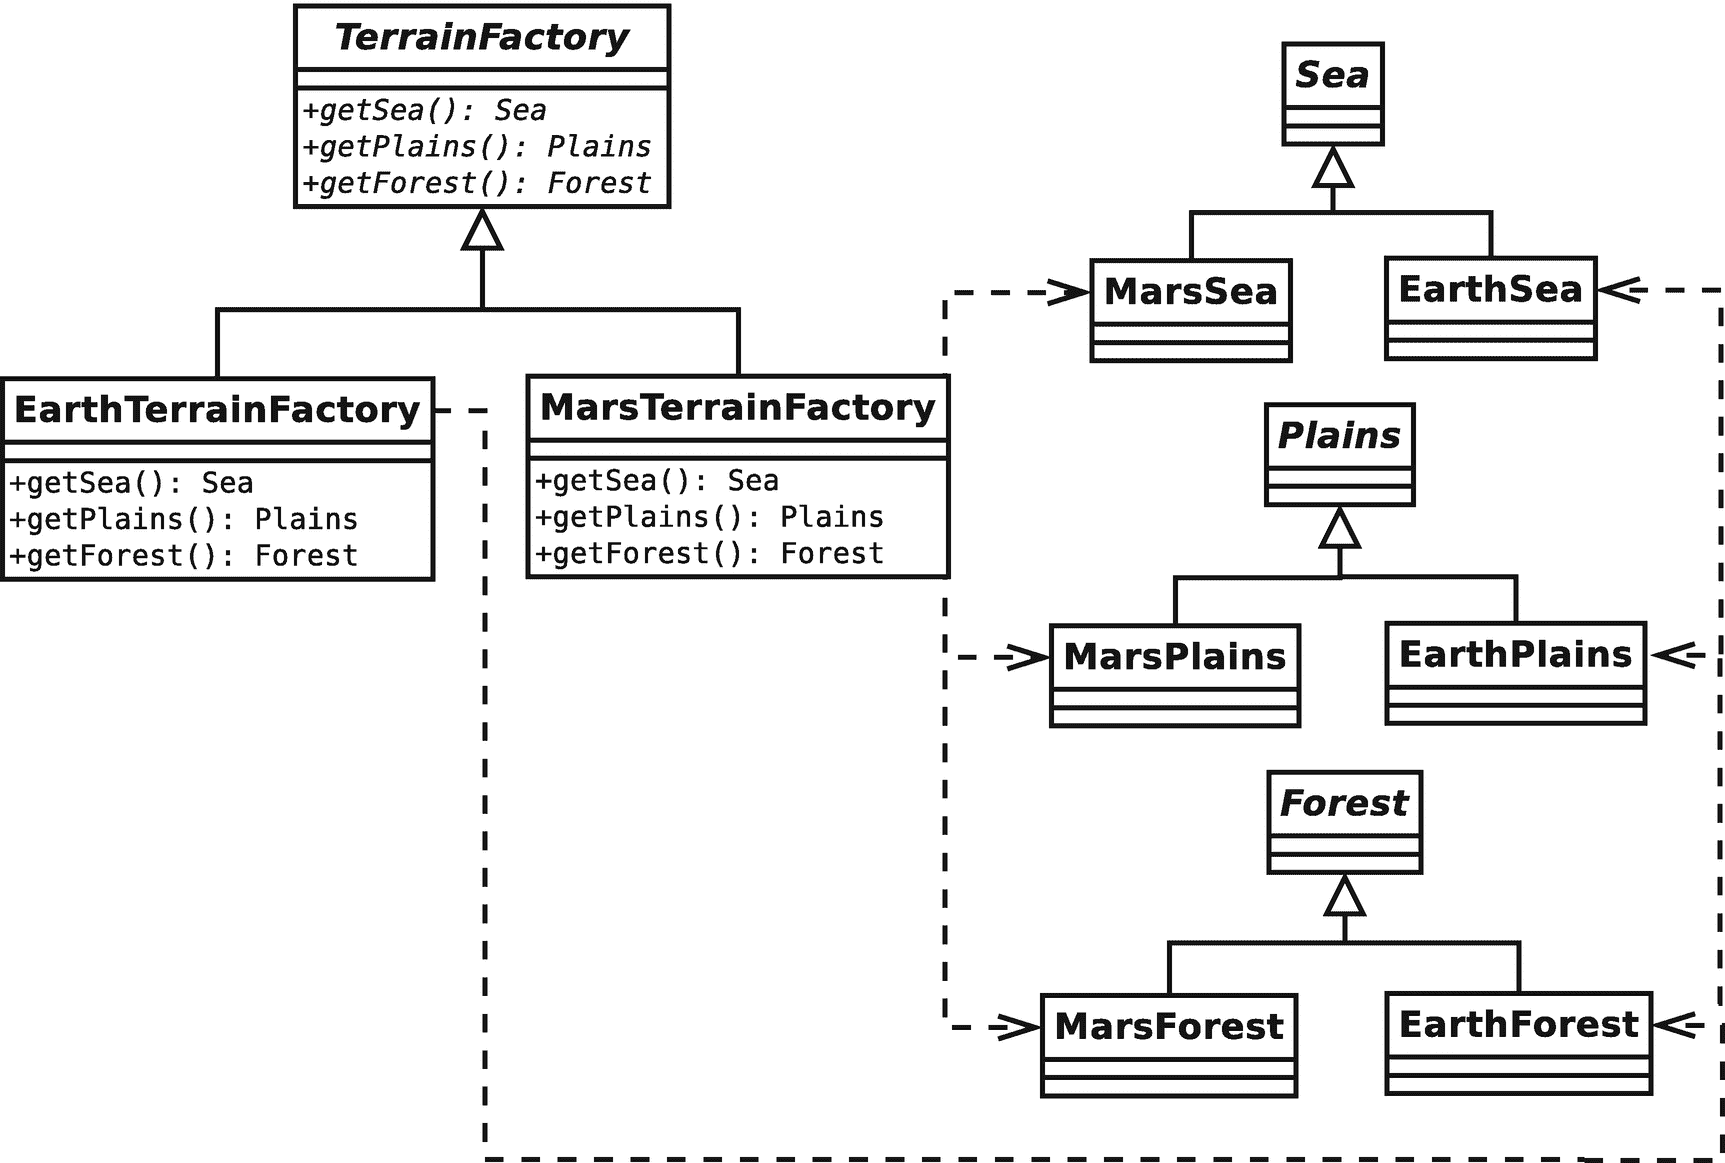 TerrainFactory
+getSea(): Sea
+getPlains(): Plains
+getForest(): Forest
EarthTerrainFactory
+getSea(): Sea
+getPlains(): Plains
+getForest(): Forest
MarsTerrainFactory
+getSea(): Sea
+getPlains(): Plains
+getForest(): Forest
Sea
MarsSea
EarthSea
Plains
MarsPlains
EarthPlains
Forest
MarsForest
EarthForest